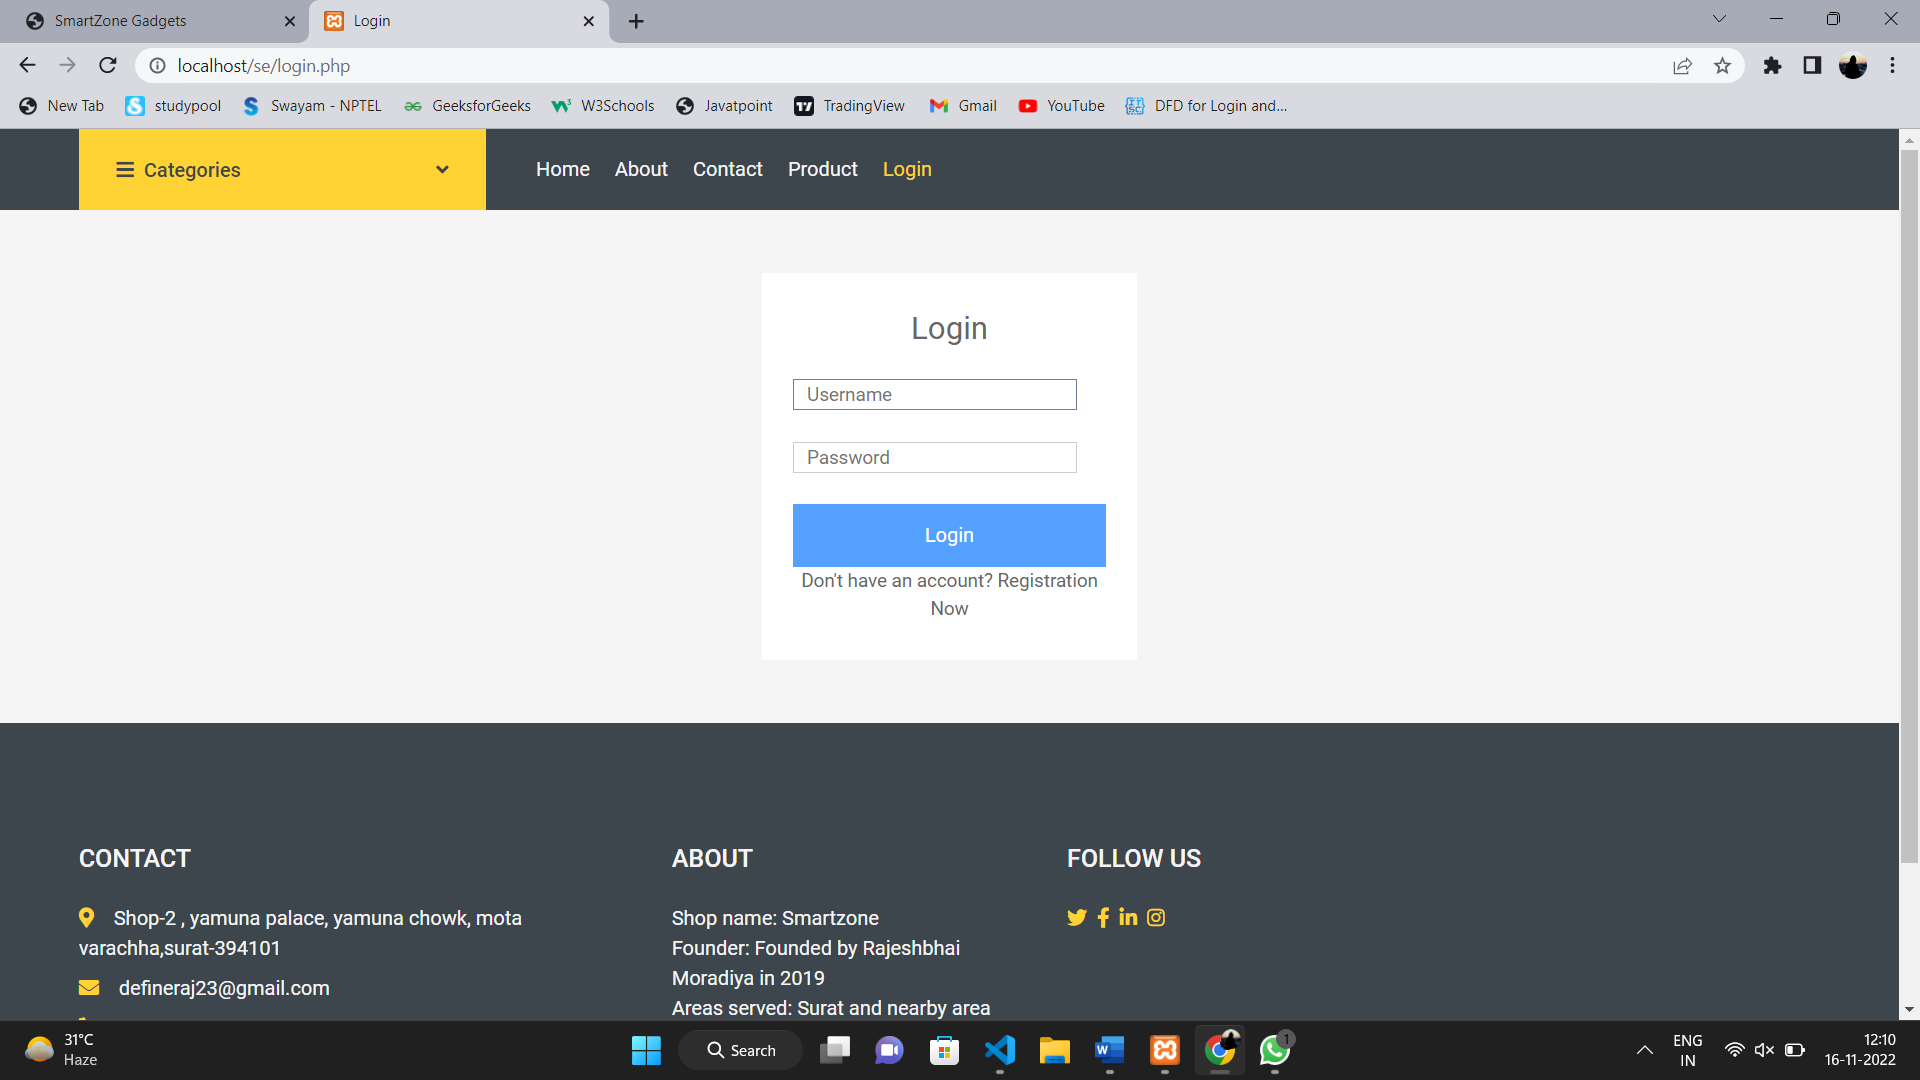 SmartZone Gadgets
Login
localhost/se/login.php
New Tab studypool Swayam - NPTEL GeeksforGeeks W3Schools Javatpoint TradingView Gmail YouTube DFD for Login and...
Categories Home About Contact Product Login
Login
Username
Password
Login
Don't have an account? Registration
Now
CONTACT
Shop-2 , yamuna palace, yamuna chowk, mota
varachha,surat-394101
defineraj23@gmail.com
ABOUT
Shop name: Smartzone
Founder: Founded by Rajeshbhai
Moradiya in 2019
Areas served: Surat and nearby area
FOLLOW US
31°C
Haze
Search
1
ENG
IN
12:10
16-11-2022